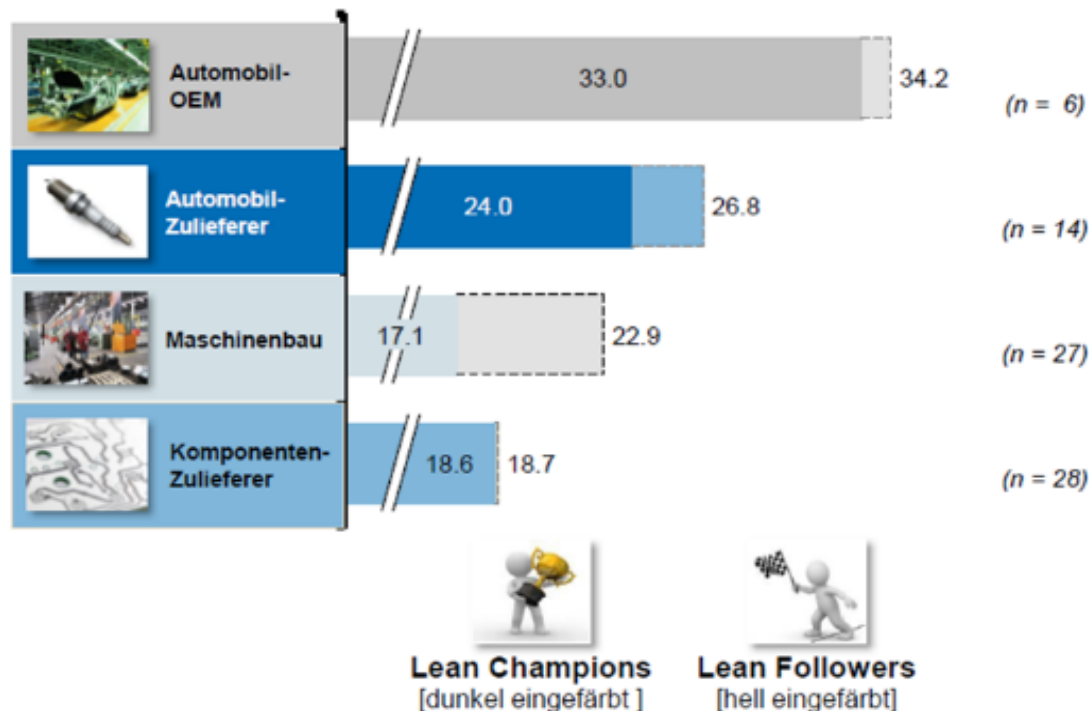 Automobil-
OEM
33.0
34.2
(n = 6)
Automobil-
Zulieferer
24.0
26.8
(n = 14)
Maschinenbau
17.1
22.9
(n = 27)
Komponenten-
Zulieferer
18.6
18.7
(n = 28)
Lean Champions
[dunkel eingefärbt ]
Lean Followers
[hell eingefärbt]